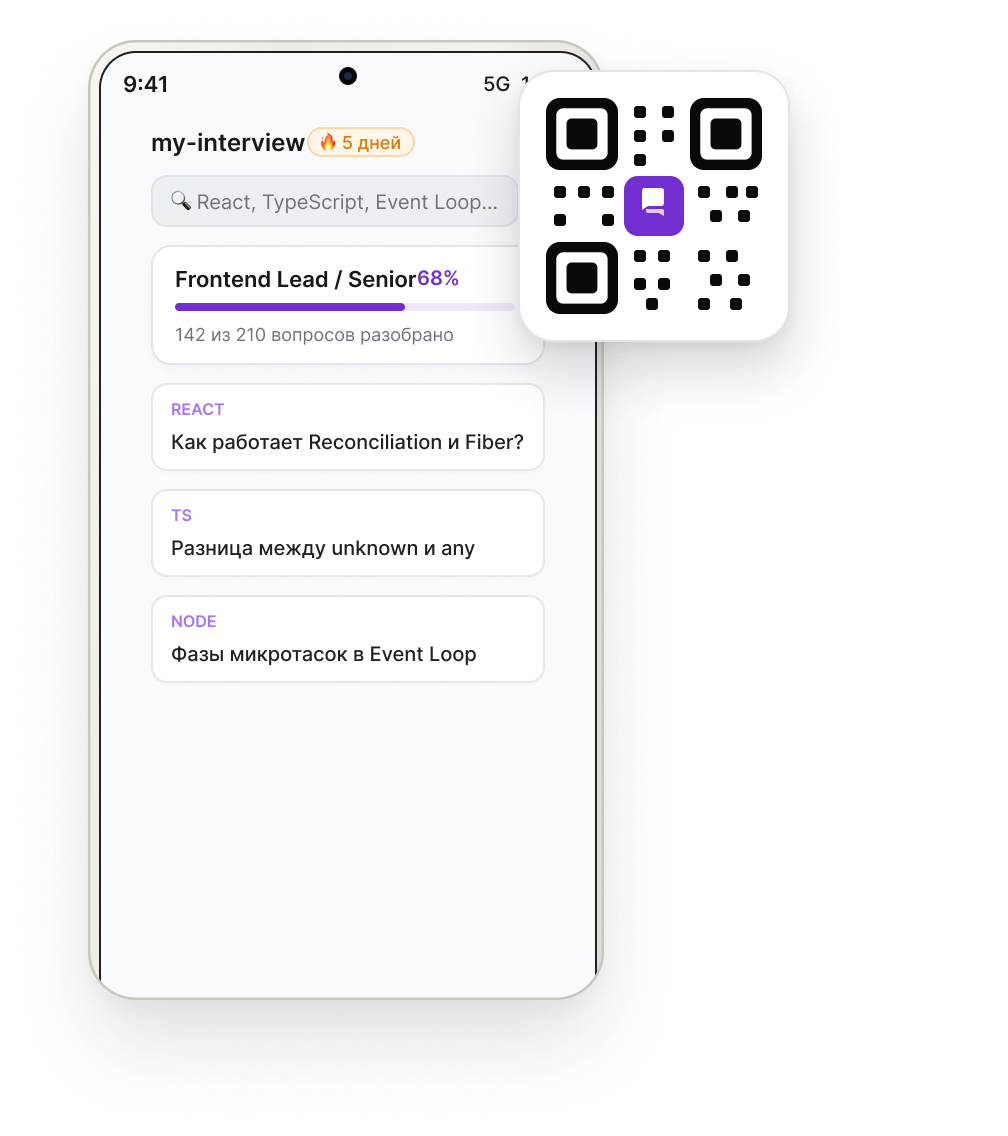 9:41
5G
my-interview
🔥 5 дней
🔍 React, TypeScript, Event Loop...
Frontend Lead / Senior 68%
142 из 210 вопросов разобрано
REACT
Как работает Reconciliation и Fiber?
TS
Разница между unknown и any
NODE
Фазы микротасок в Event Loop